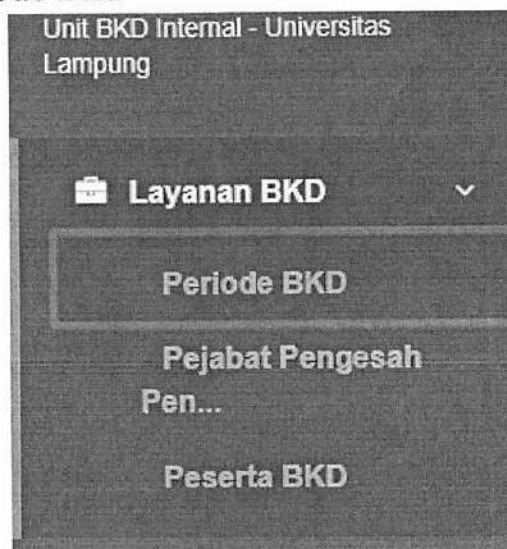 Unit BKD Internal - Universitas
Lampung
Layanan BKD
Periode BKD
Pejabat Pengesah
Pen...
Peserta BKD